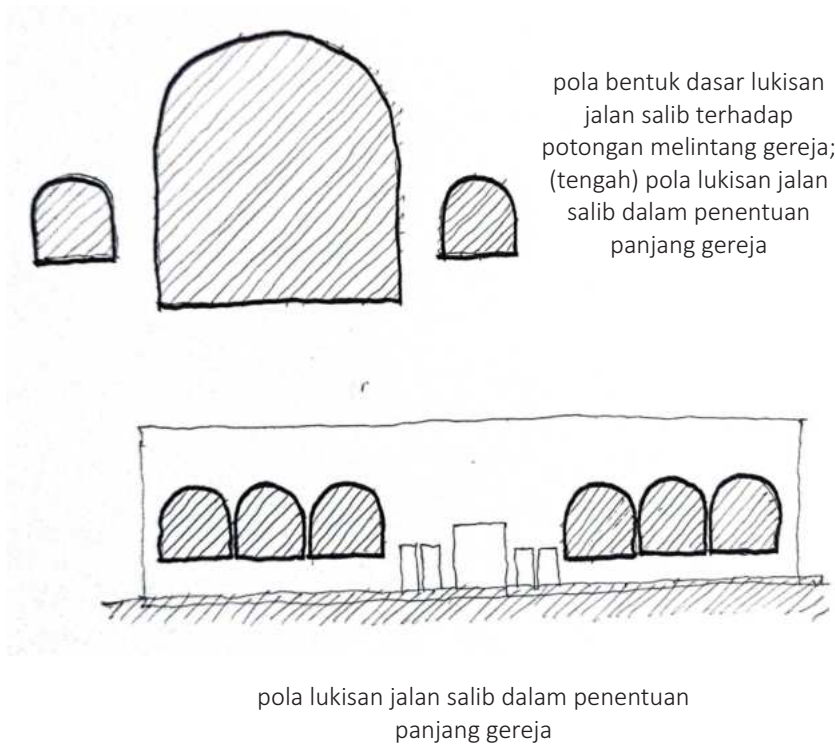 pola bentuk dasar lukisan
jalan salib terhadap
potongan melintang gereja;
(tengah) pola lukisan jalan
salib dalam penentuan
panjang gereja
pola lukisan jalan salib dalam penentuan
panjang gereja